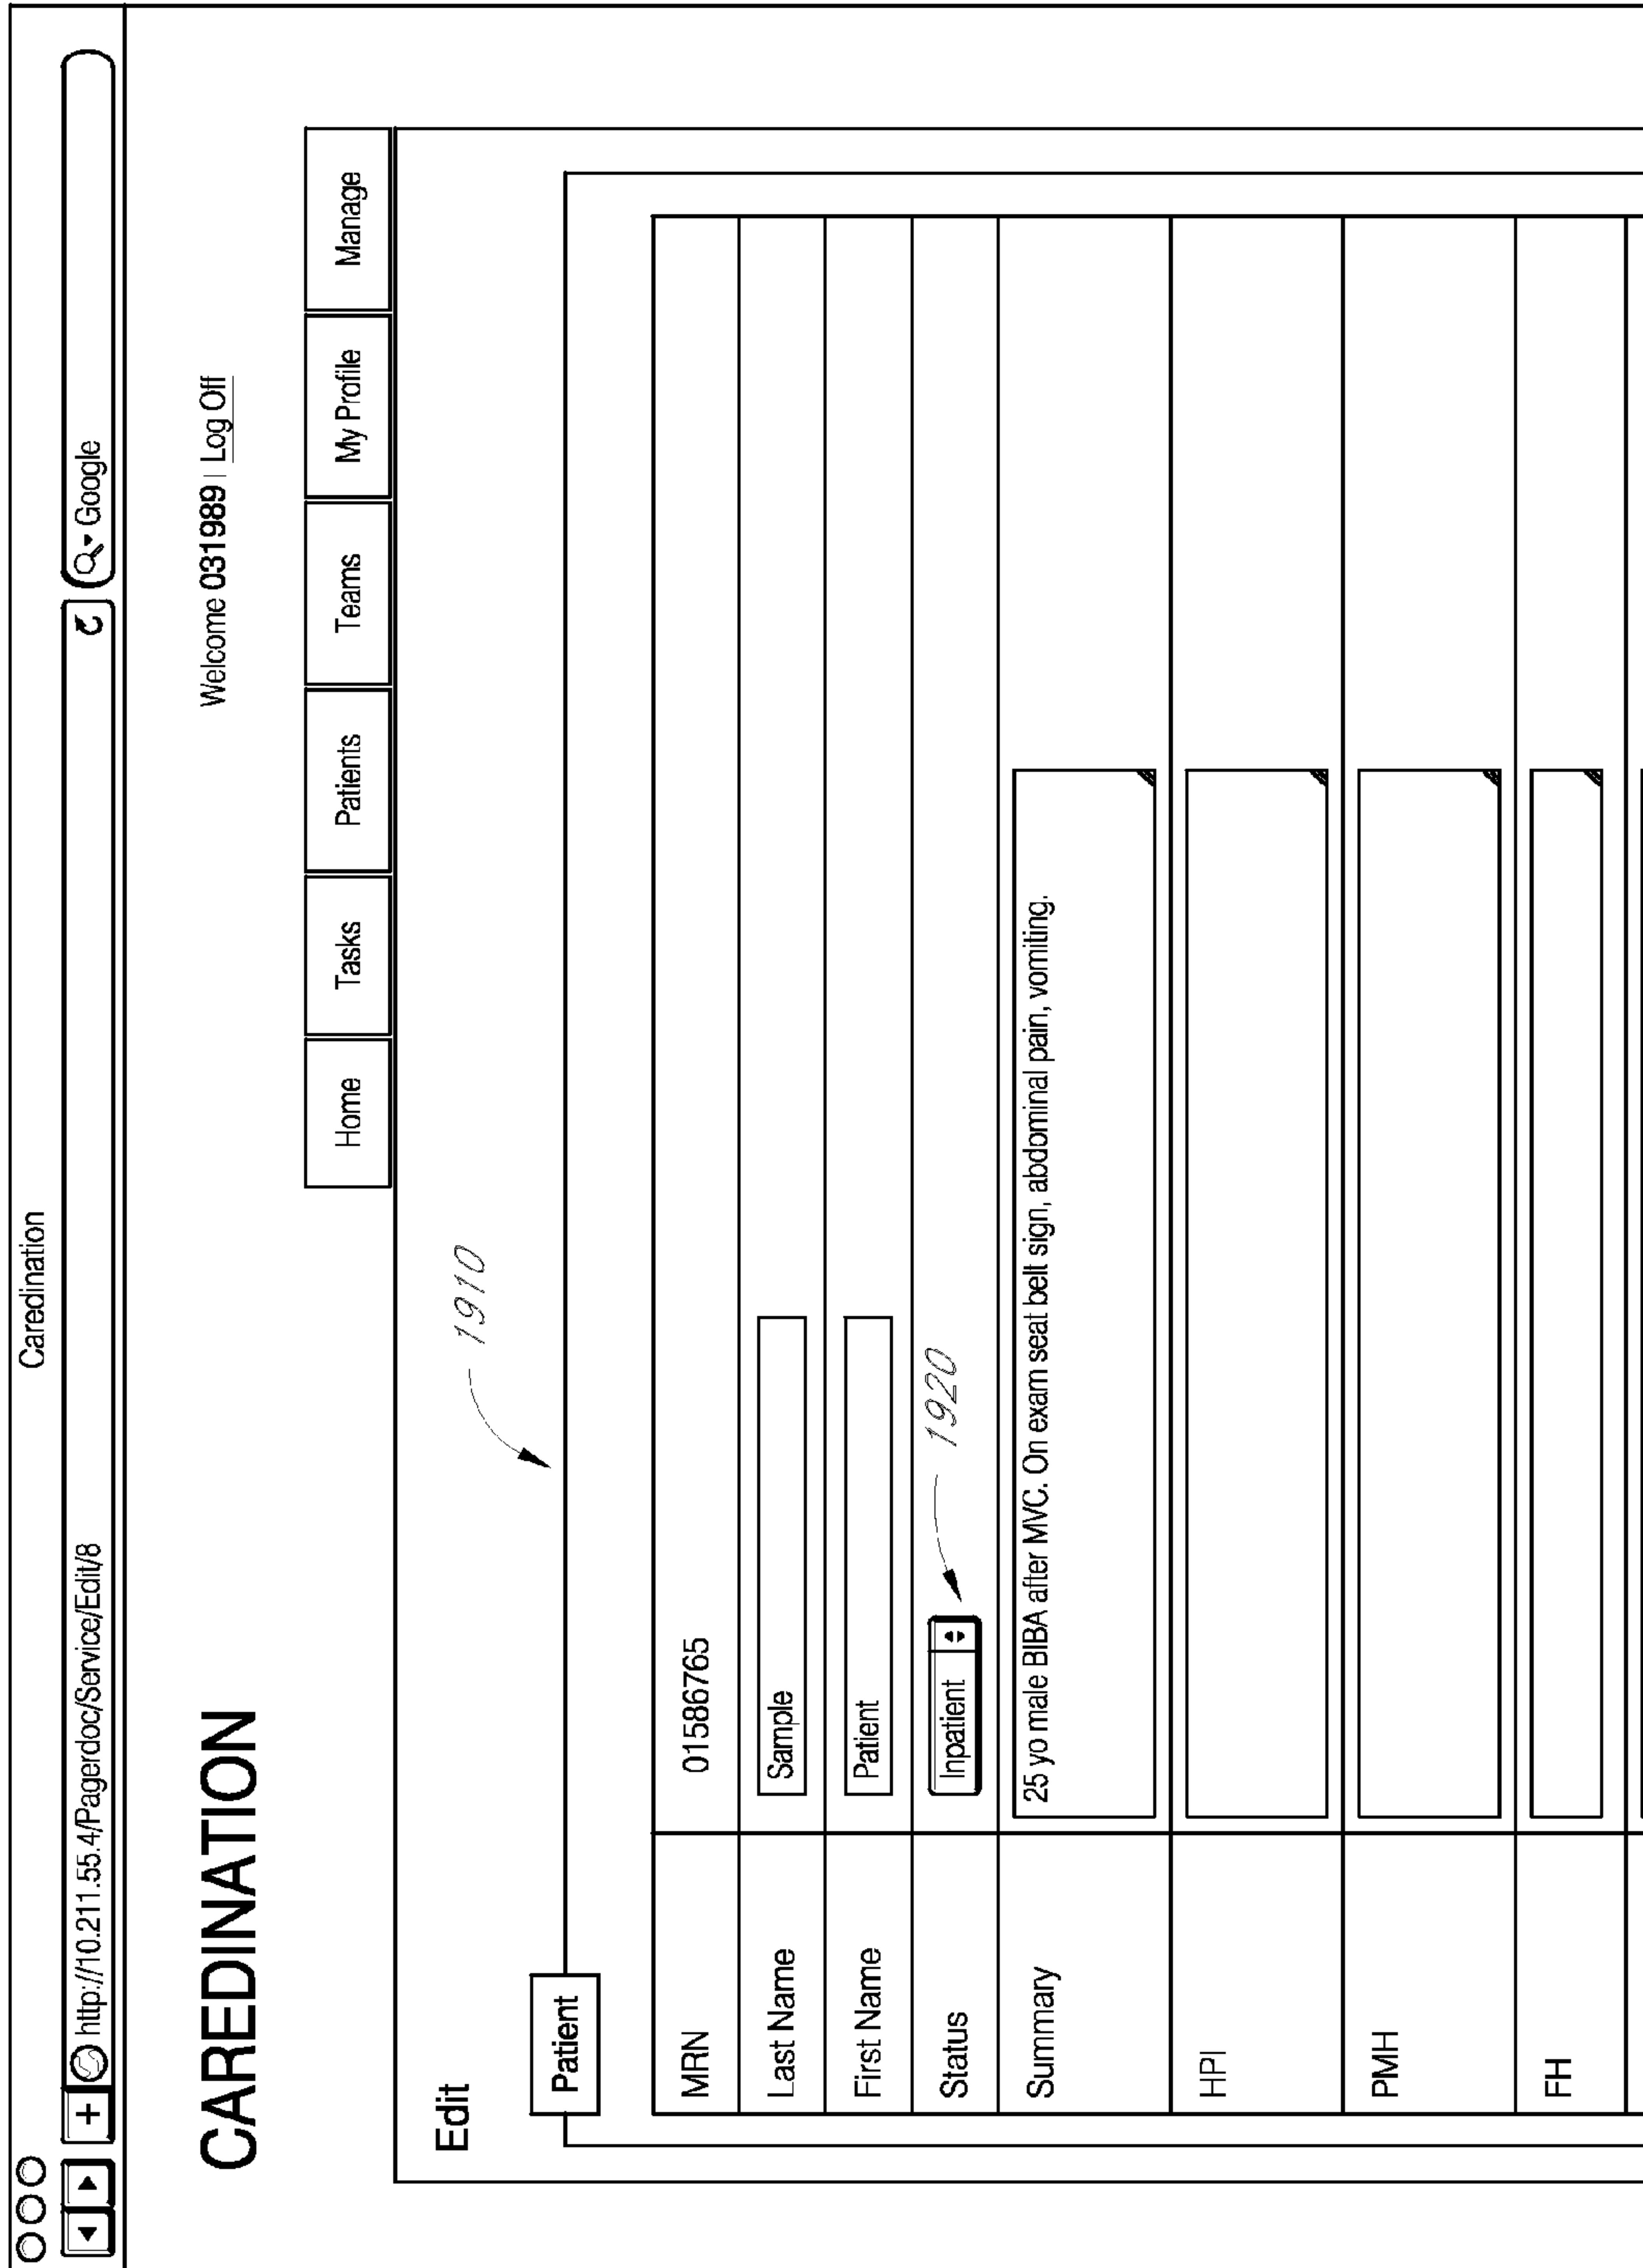 Caredination
+ http://10.211.55.4/Pagerdoc/Service/Edit/8 Google
CAREDINATION
Welcome 031989 | Log Off
Home Tasks Patients Teams My Profile Manage
Edit
1910
Patient
MRN 01586765
Last Name Sample
First Name Patient
Status Inpatient 1920
Summary 25 yo male BIBA after MVC. On exam seat belt sign, abdominal pain, vomiting.
HPI
PMH
FH